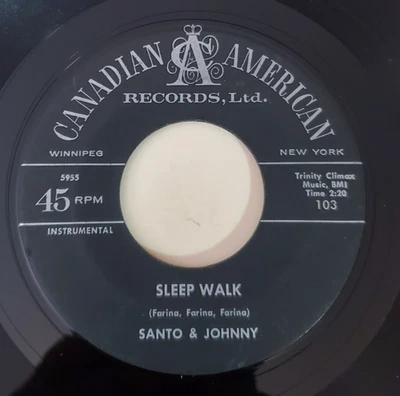 CANADIAN CA AMERICAN
RECORDS, Ltd.
WINNIPEG
NEW YORK
5955
45 RPM
INSTRUMENTAL
Trinity Climax
Music, BMI
Time 2:20
103
SLEEP WALK
(Farina, Farina, Farina)
SANTO & JOHNNY